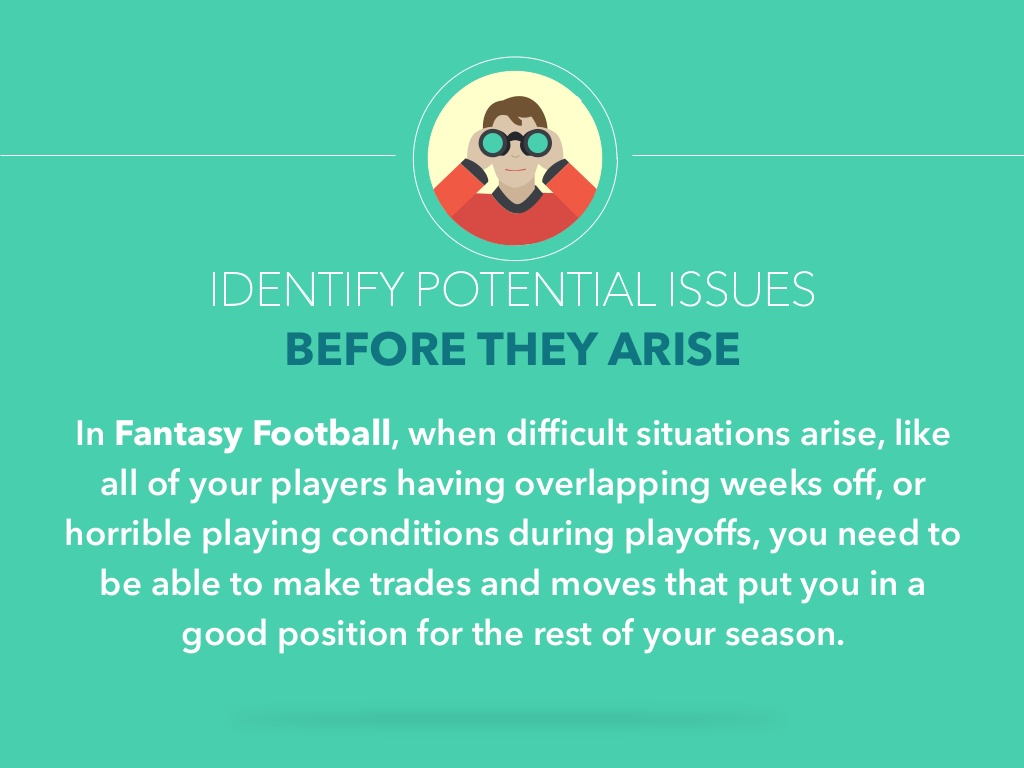 IDENTIFY POTENTIAL ISSUES
BEFORE THEY ARISE
In Fantasy Football, when difficult situations arise, like
all of your players having overlapping weeks off, or
horrible playing conditions during playoffs, you need to
be able to make trades and moves that put you in a
good position for the rest of your season.